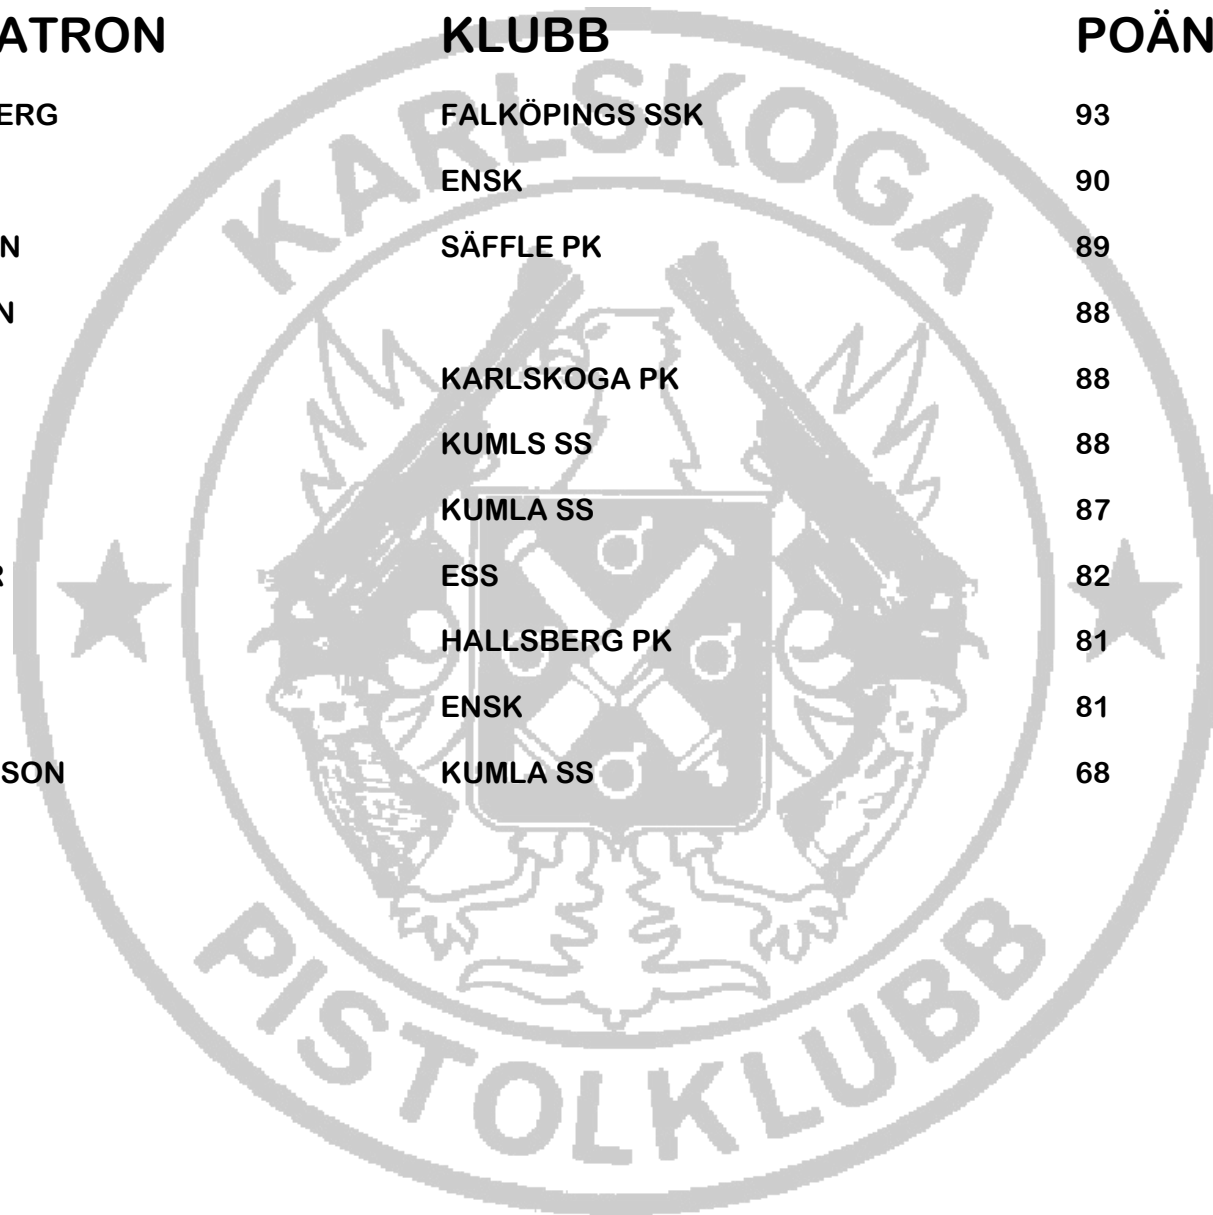 ATRON KLUBB POÄN
ERG FALKÖPINGS SSK 93
ENSK 90
N SÄFFLE PK 89
N 88
KARLSKOGA PK 88
KUMLS SS 88
KUMLA SS 87
R ESS 82
HALLSBERG PK 81
ENSK 81
SON KUMLA SS 68
KARLSKOGA
PISTOLKLUBB